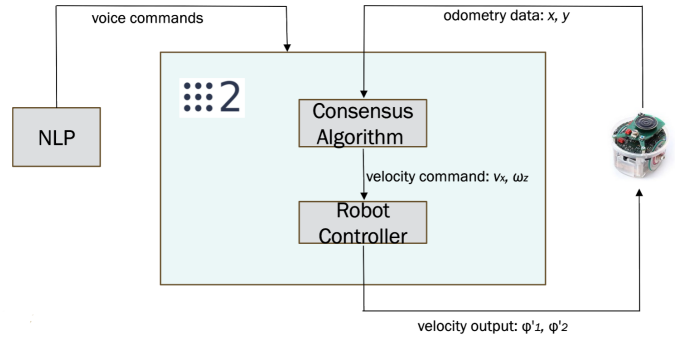 voice commands
odometry data: x, y
2
NLP
Consensus
Algorithm
velocity command: vx, ωz
Robot
Controller
velocity output: φ'1, φ'2